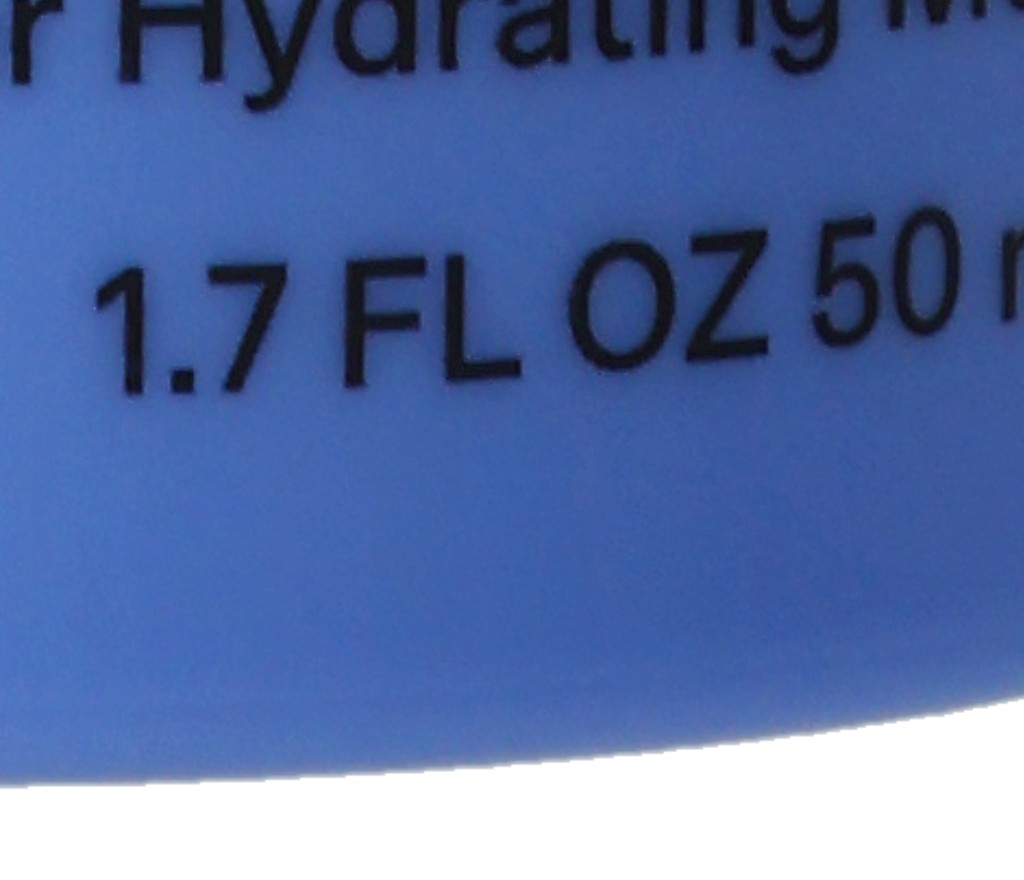 Hydrating
1.7 FL OZ 50